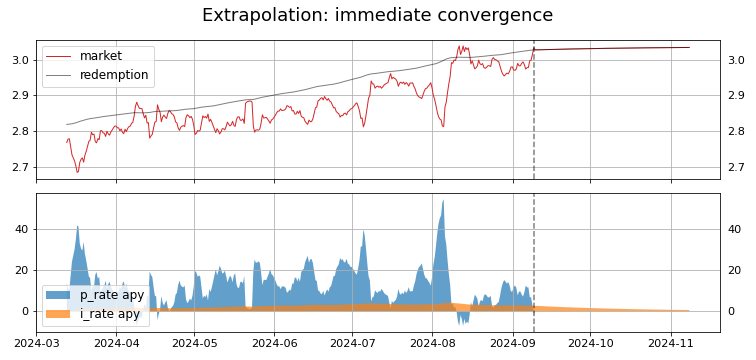 Extrapolation: immediate convergence
market
redemption
3.0 3.0
2.9 2.9
2.8 2.8
2.7 2.7
40 40
20 20
0 0
p_rate apy
i_rate apy
2024-03 2024-04 2024-05 2024-06 2024-07 2024-08 2024-09 2024-10 2024-11